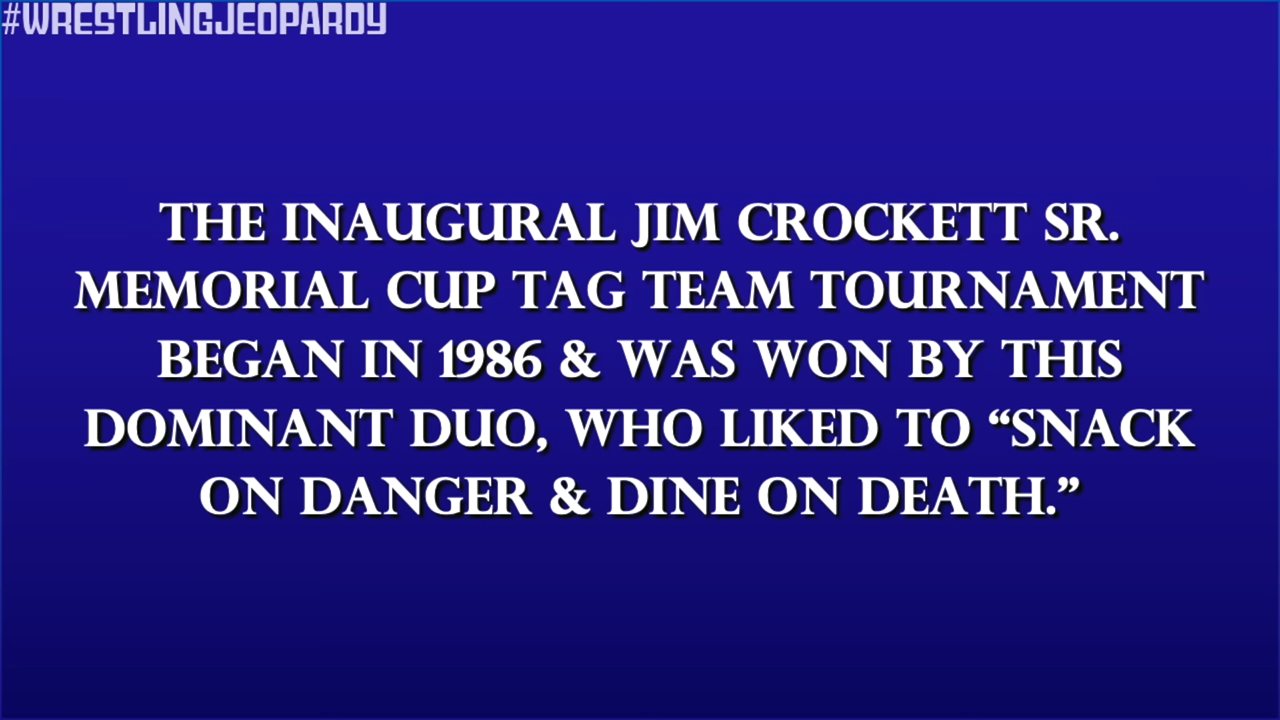 #WRESTLINGJEOPARDY
THE INAUGURAL JIM CROCKETT SR.
MEMORIAL CUP TAG TEAM TOURNAMENT
BEGAN IN 1986 & WAS WON BY THIS
DOMINANT DUO, WHO LIKED TO “SNACK
ON DANGER & DINE ON DEATH.”